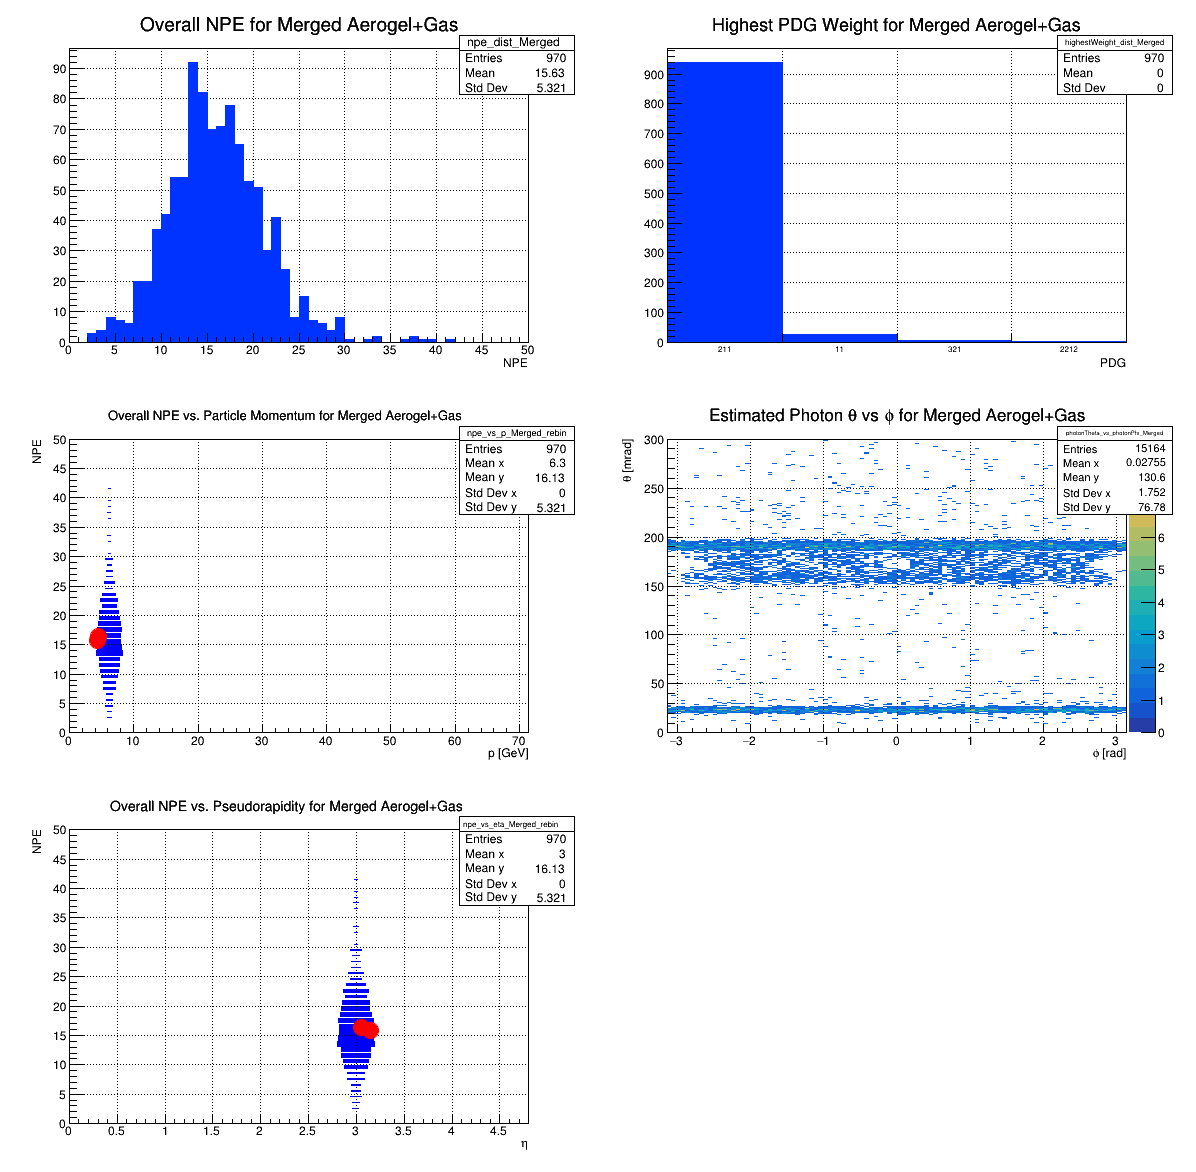 Overall NPE for Merged Aerogel+Gas
npe_dist_Merged
Entries 970
Mean 15.63
Std Dev 5.321
90
80
70
60
50
40
30
20
10
0
0 5 10 15 20 25 30 35 40 45 50
NPE
Highest PDG Weight for Merged Aerogel+Gas
highestWeight_dist_Merged
Entries 970
Mean 0
Std Dev 0
900
800
700
600
500
400
300
200
100
0
211 11 321 2212
PDG
Overall NPE vs. Particle Momentum for Merged Aerogel+Gas
npe_vs_p_Merged_rebin
Entries 970
Mean x 6.3
Mean y 16.13
Std Dev x 0
Std Dev y 5.321
NPE
50
45
40
35
30
25
20
15
10
5
0
0 10 20 30 40 50 60 70
p [GeV]
Estimated Photon θ vs ϕ for Merged Aerogel+Gas
photonTheta_vs_photonPhi_Merged
Entries 15164
Mean x 0.02755
Mean y 130.6
Std Dev x 1.752
Std Dev y 76.78
θ [mrad]
300
250
200
150
100
50
0
−3 −2 −1 0 1 2 3
ϕ [rad]
6
5
4
3
2
1
0
Overall NPE vs. Pseudorapidity for Merged Aerogel+Gas
npe_vs_eta_Merged_rebin
Entries 970
Mean x 3
Mean y 16.13
Std Dev x 0
Std Dev y 5.321
NPE
50
45
40
35
30
25
20
15
10
5
0
0 0.5 1 1.5 2 2.5 3 3.5 4 4.5
η